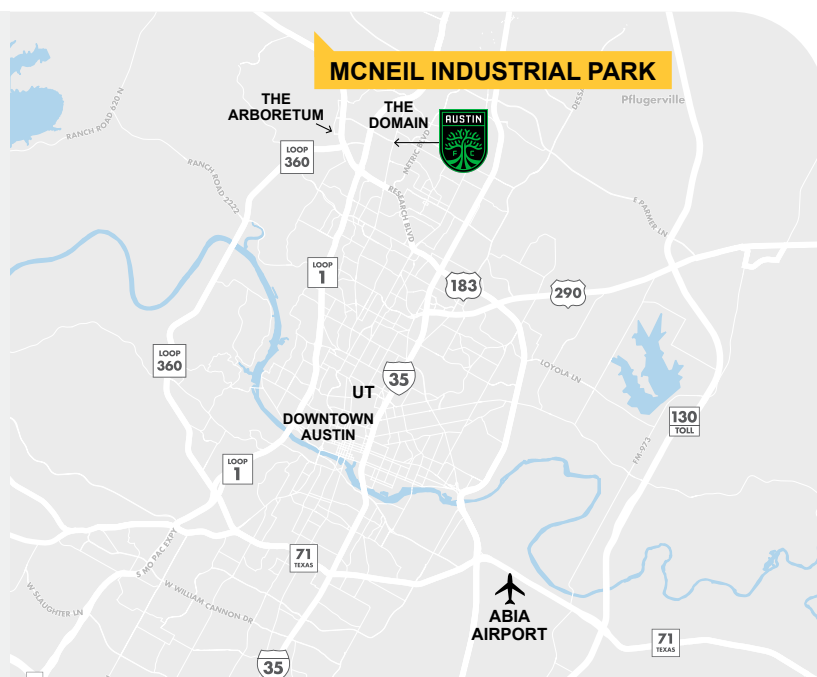 MCNEIL INDUSTRIAL PARK
THE
ARBORETUM
THE
DOMAIN
AUSTIN
F C
Pflugerville
RANCH ROAD 620 N
LOOP
360
METRIC BLVD
RANCH ROAD 2222
RESEARCH BLVD
E PARMER LN
LOOP
1
183
290
LOOP
360
35
LOYOLA LN
UT
DOWNTOWN
AUSTIN
130
TOLL
FM-973
LOOP
1
S MO PAC EXPY
71
TEXAS
W SLAUGHTER LN
W WILLIAM CANNON DR
ABIA
AIRPORT
71
TEXAS
35